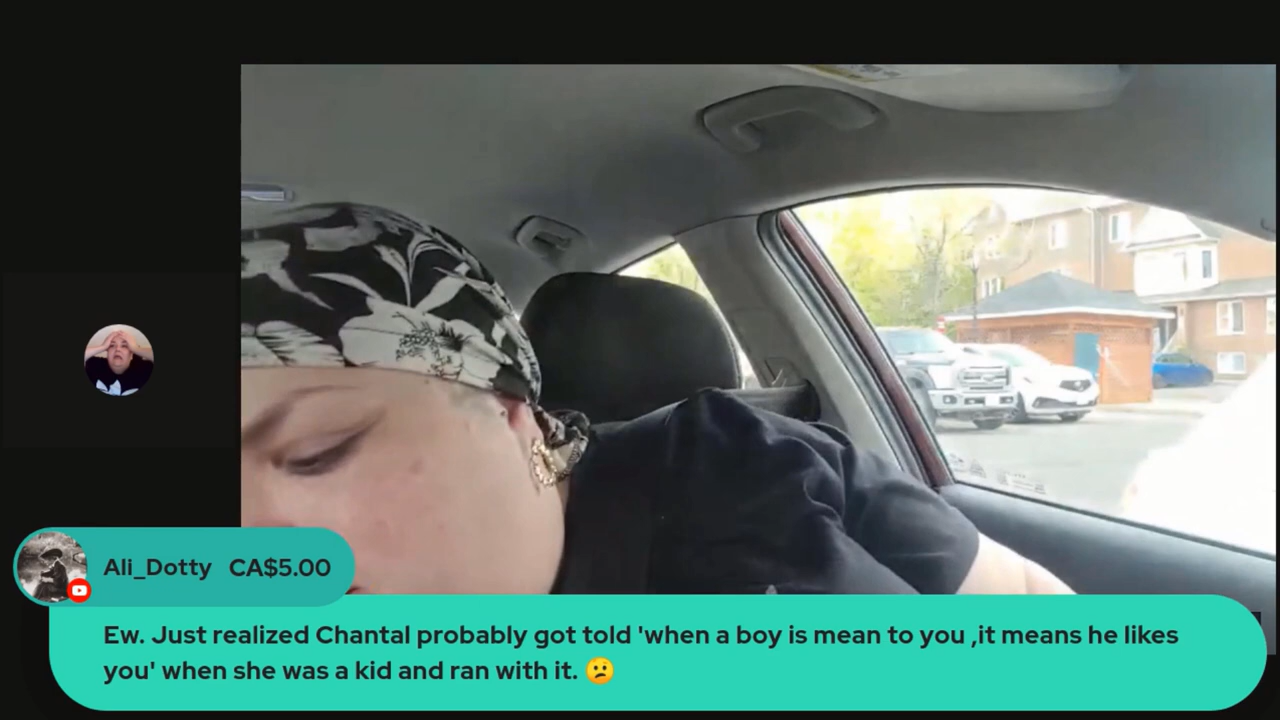 Ali_Dotty CA$5.00
Ew. Just realized Chantal probably got told 'when a boy is mean to you ,it means he likes
you' when she was a kid and ran with it. 😕